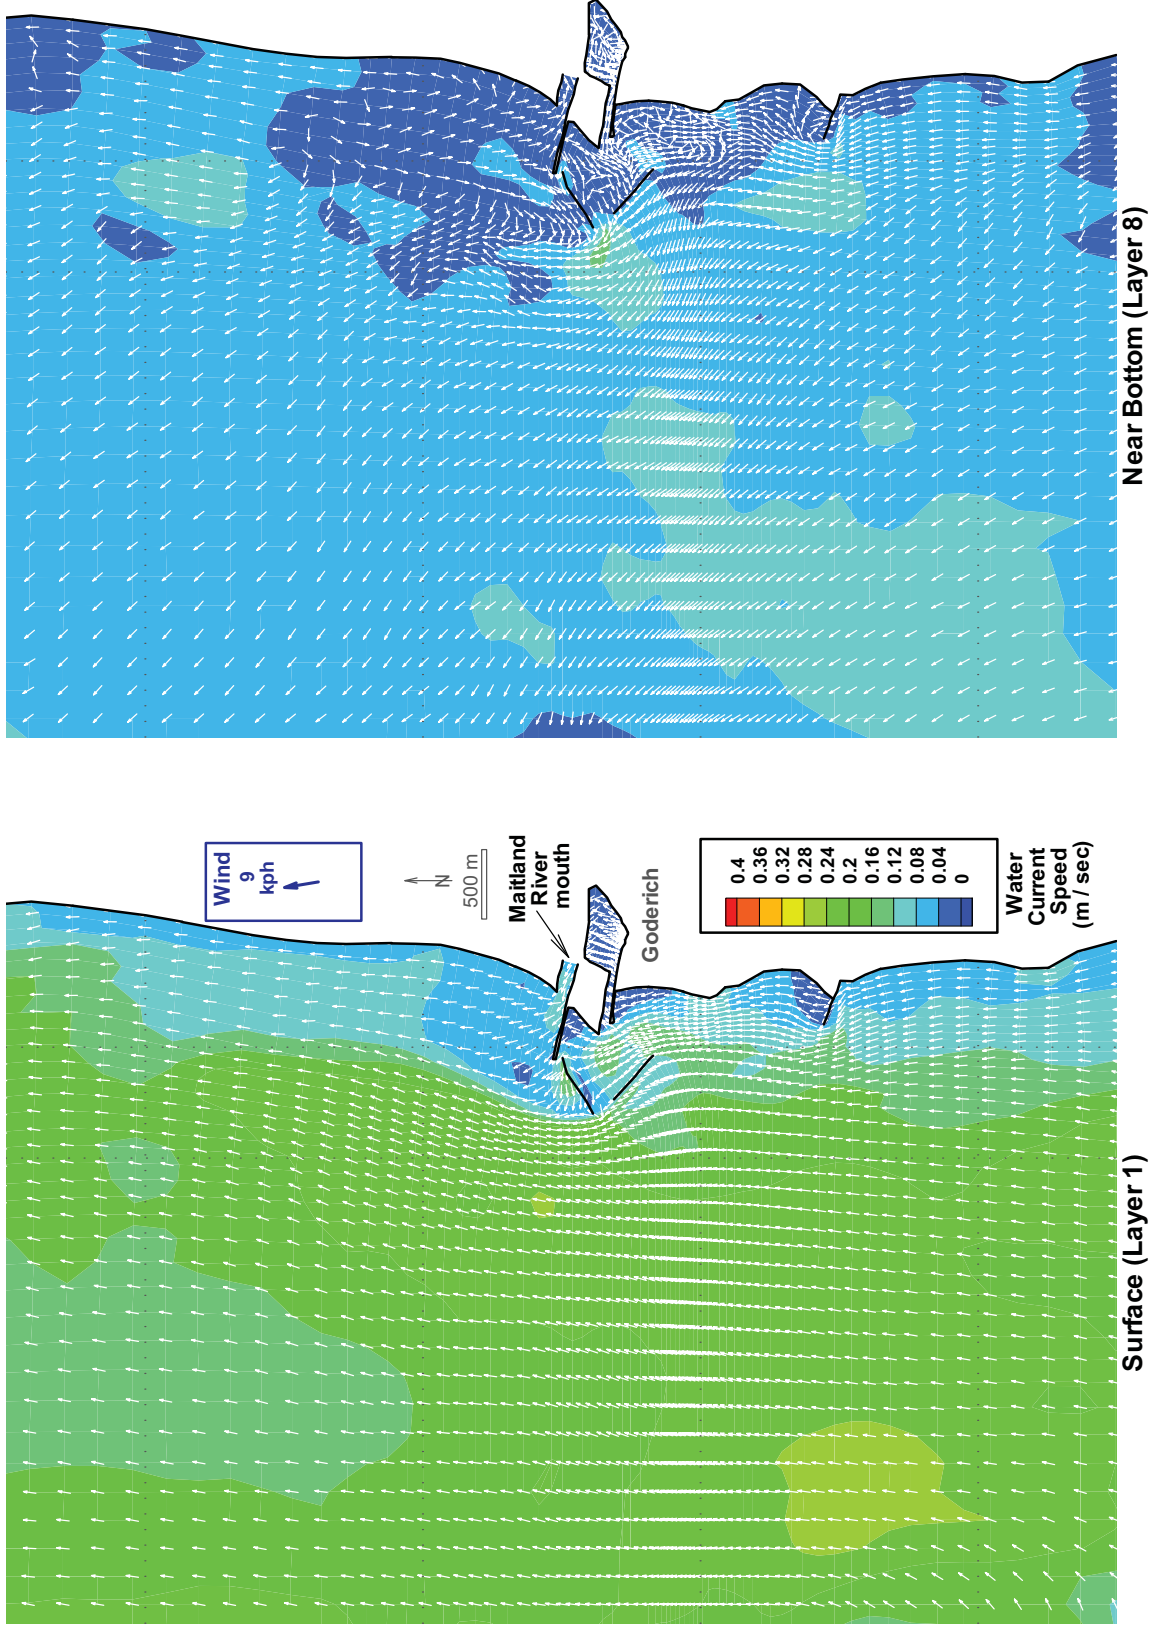 Near Bottom (Layer 8)
Wind
9
kph
N
500 m
Maitland
River
mouth
Goderich
0.4
0.36
0.32
0.28
0.24
0.2
0.16
0.12
0.08
0.04
0
Water
Current
Speed
(m / sec)
Surface (Layer 1)